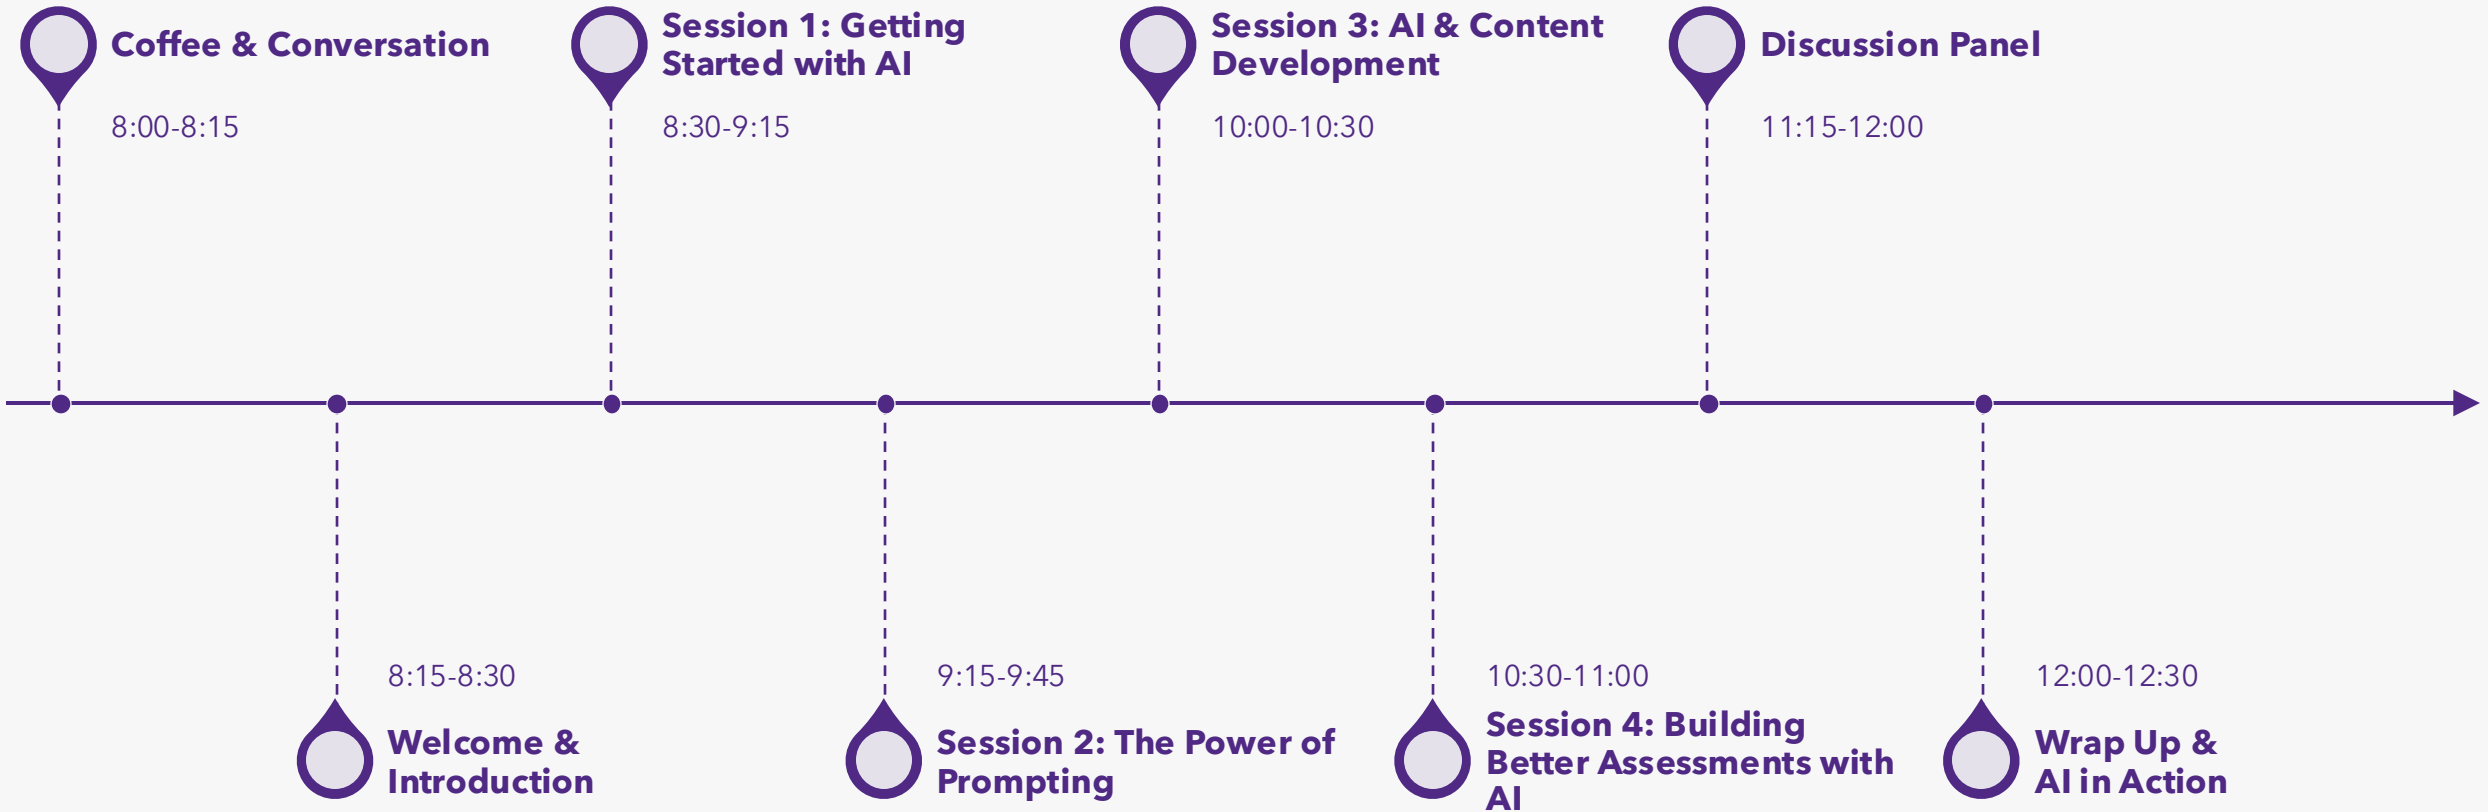 Coffee & Conversation
8:00-8:15
Session 1: Getting
Started with AI
8:30-9:15
Session 3: AI & Content
Development
10:00-10:30
Discussion Panel
11:15-12:00
8:15-8:30
Welcome &
Introduction
9:15-9:45
Session 2: The Power of
Prompting
10:30-11:00
Session 4: Building
Better Assessments with
AI
12:00-12:30
Wrap Up &
AI in Action